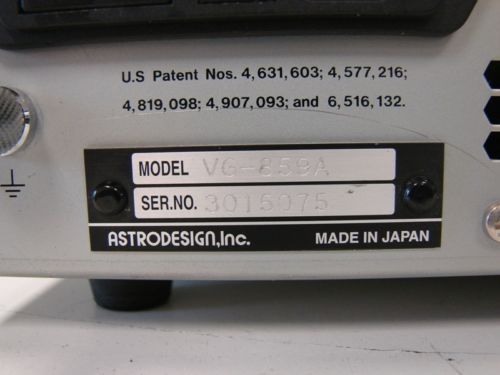 U.S Patent Nos. 4,631,603; 4,577,216;
4,819,098; 4,907,093; and 6,516,132.
MODEL VG-859A
SER.NO. 3015075
ASTRODESIGN,Inc. MADE IN JAPAN